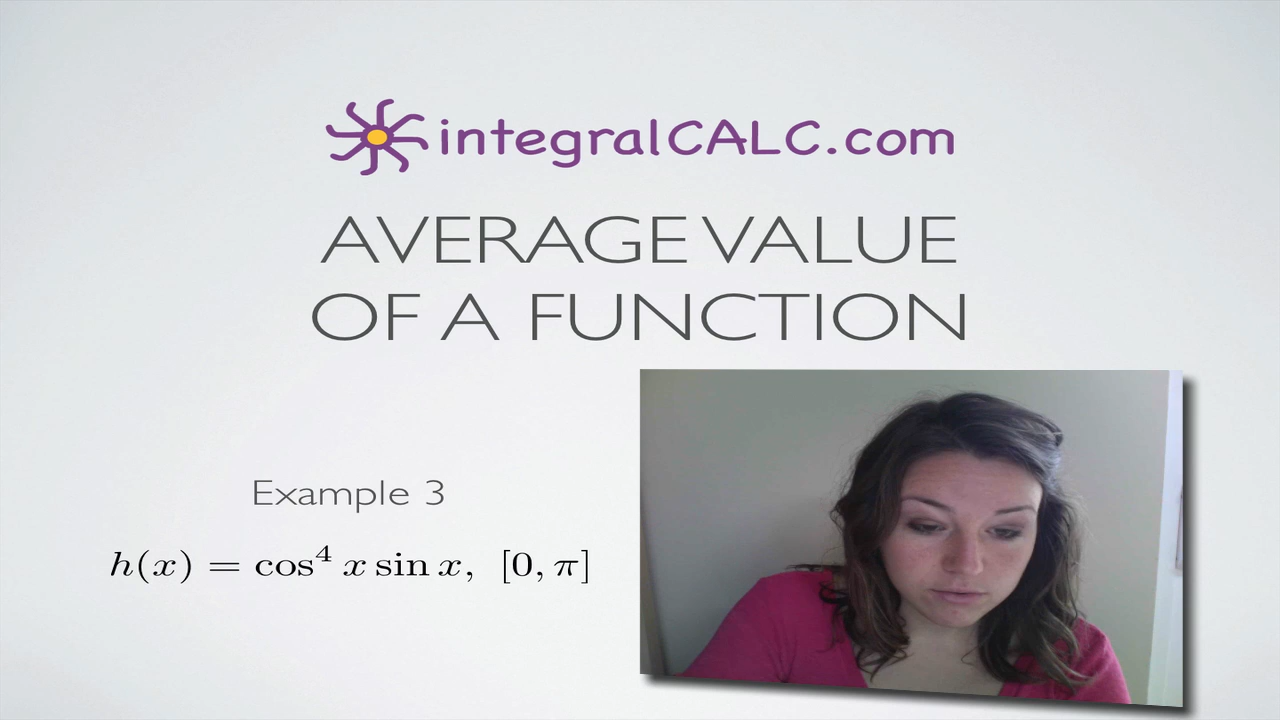 integralCALC.com
AVERAGE VALUE
OF A FUNCTION
Example 3
h(x) = cos⁴ x sin x, [0, π]